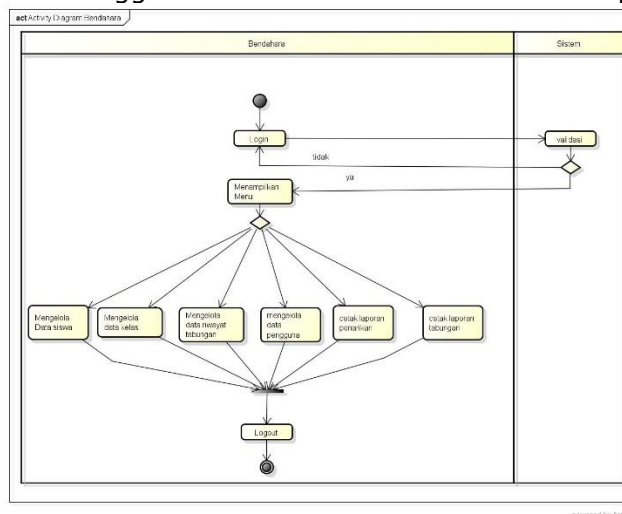 act Activity Diagram Bendahara
Bendahara
Sistem
Login
validasi
tidak
ya
Menampilkan
Menu
Mengelola
Data siswa
Mengelola
data kelas
Mengelola
data riwayat
tabungan
mengelola
data
pengguna
cetak laporan
penarikan
cetak laporan
tabungan
Logout